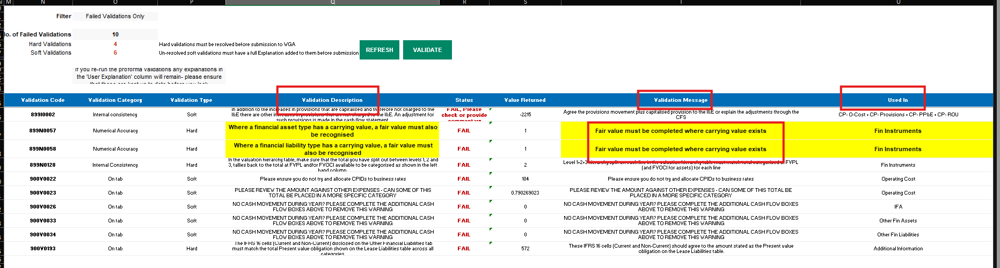 M N O P Q R S T U
Filter Failed Validations Only
lo. of Failed Validations 10
Hard Validations 4 Hard validations must be resolved before submission to WGA
Soft Validations 6 Un-resolved soft validations must have a full Explanation added to them before submission
REFRESH VALIDATE
If you re-run the proforma validations any explanations in
the 'User Explanation' column will remain- please ensure
that these are kept up to date before you lock
Validation Code Validation Category Validation Type Validation Description Status Value Returned Validation Message Used In
899I0002 Internal consistency Soft
In addition to the increases in provisions that are capitalised and therefore not charged to the
I&E there are other increases in provisions that are not charged to the I&E. An adjustment for
such provisions is made in the cash flow statement
FAIL, Please
check or provide
commentary
-2215
Agree the provisions movement plus capitalised provision to the I&E or explain the adjustments through the
CFS
CP- O-Cost + CP- Provisions + CP- PP&E + CP- ROU
899N0057 Numerical Accuracy Hard
Where a financial asset type has a carrying value, a fair value must also
be recognised
FAIL 1 Fair value must be completed where carrying value exists Fin Instruments
899N0058 Numerical Accuracy Hard
Where a financial liability type has a carrying value, a fair value must
also be recognised
FAIL 1 Fair value must be completed where carrying value exists Fin Instruments
899N0128 Internal Consistency Hard
In the valuation hierarchy table, make sure that the total you have split out between levels 1, 2 and
3, tallies back to the total at FVPL and/or FVOCI available to be categorised as shown in the left
hand column
FAIL 2
Level 1+2+3 hierarchy split on each line in the valuation hierarchy table must match total categorised at FVPL
(and FVOCI for assets) for each line
Fin Instruments
900V0022 On tab Soft Please ensure you do not try and allocate CPIDs to business rates FAIL 104 Please ensure you do not try and allocate CPIDs to business rates Operating Cost
900V0023 On tab Soft
PLEASE REVIEW THE AMOUNT AGAINST OTHER EXPENSES - CAN SOME OF THIS
TOTAL BE PLACED IN A MORE SPECIFIC CATEGORY
FAIL 0.790269023
PLEASE REVIEW THE AMOUNT AGAINST OTHER EXPENSES - CAN SOME OF THIS TOTAL BE
PLACED IN A MORE SPECIFIC CATEGORY
Operating Cost
900V0026 On tab Soft
NO CASH MOVEMENT DURING YEAR? PLEASE COMPLETE THE ADDITIONAL CASH
FLOW BOXES ABOVE TO REMOVE THIS WARNING
FAIL 0
NO CASH MOVEMENT DURING YEAR? PLEASE COMPLETE THE ADDITIONAL CASH FLOW BOXES
ABOVE TO REMOVE THIS WARNING
IFA
900V0033 On tab Soft
NO CASH MOVEMENT DURING YEAR? PLEASE COMPLETE THE ADDITIONAL CASH
FLOW BOXES ABOVE TO REMOVE THIS WARNING
FAIL 0
NO CASH MOVEMENT DURING YEAR? PLEASE COMPLETE THE ADDITIONAL CASH FLOW BOXES
ABOVE TO REMOVE THIS WARNING
Other Fin Assets
900V0034 On tab Soft
NO CASH MOVEMENT DURING YEAR? PLEASE COMPLETE THE ADDITIONAL CASH
FLOW BOXES ABOVE TO REMOVE THIS WARNING
FAIL 0
NO CASH MOVEMENT DURING YEAR? PLEASE COMPLETE THE ADDITIONAL CASH FLOW BOXES
ABOVE TO REMOVE THIS WARNING
Other Fin Liabilities
900V0193 On tab Hard
The IFRS 16 cells (Current and Non-Current) disclosed on the Other Financial Liabilities tab
must match the total Present value obligation shown on the Lease Liabilities table across all
categories
FAIL 572
These IFRS 16 cells (Current and Non-Current) should agree to the amount stated as the Present value
obligation on the Lease Liabilities table.
Additional Information